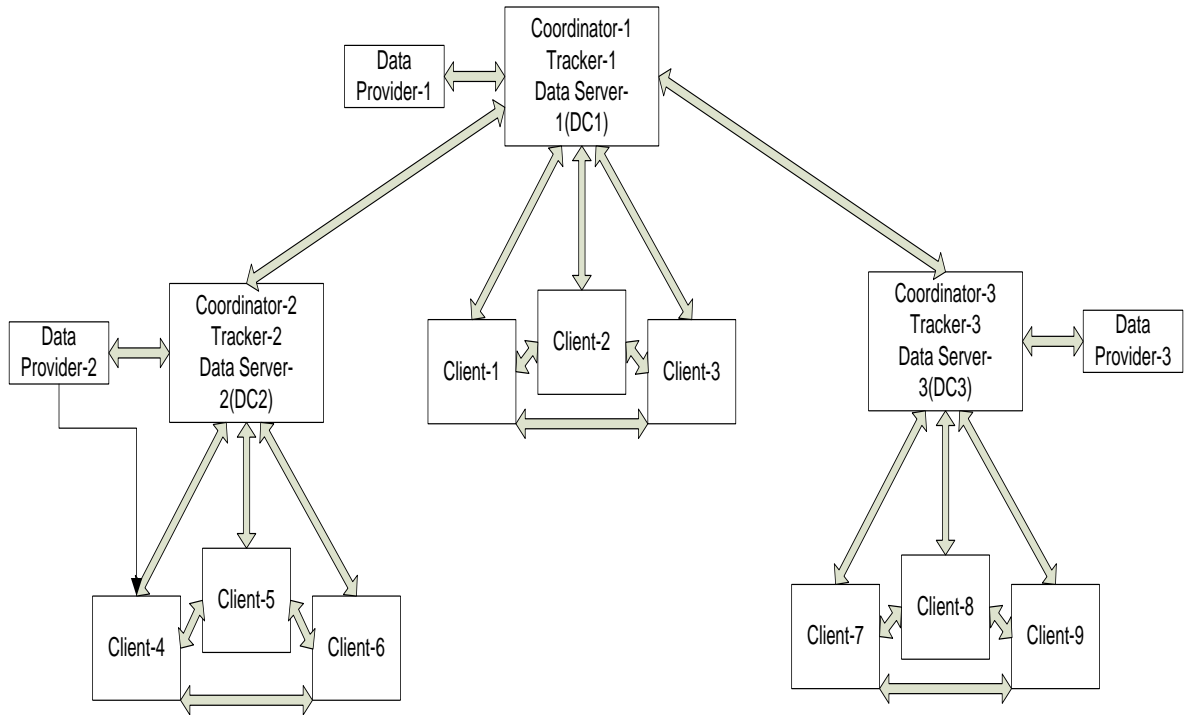 Coordinator-1
Tracker-1
Data Server-
1(DC1)
Data
Provider-1
Coordinator-2
Tracker-2
Data Server-
2(DC2)
Data
Provider-2
Coordinator-3
Tracker-3
Data Server-
3(DC3)
Data
Provider-3
Client-1
Client-2
Client-3
Client-4
Client-5
Client-6
Client-7
Client-8
Client-9